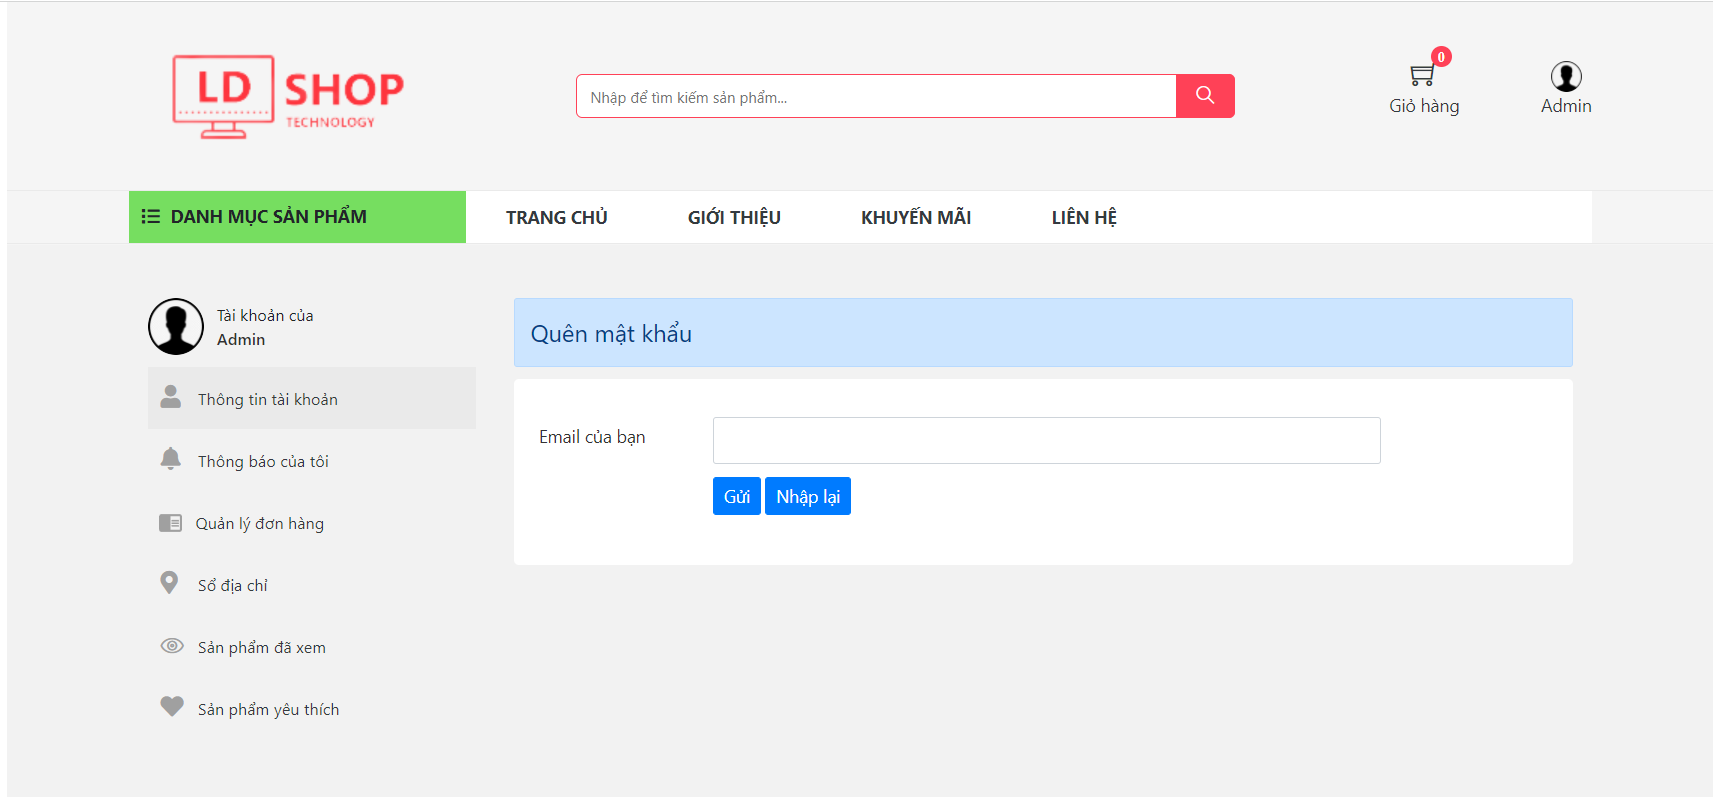 LD SHOP
TECHNOLOGY
Nhập để tìm kiếm sản phẩm...
0
Giỏ hàng
Admin
DANH MỤC SẢN PHẨM
TRANG CHỦ
GIỚI THIỆU
KHUYẾN MÃI
LIÊN HỆ
Tài khoản của
Admin
Thông tin tài khoản
Thông báo của tôi
Quản lý đơn hàng
Sổ địa chỉ
Sản phẩm đã xem
Sản phẩm yêu thích
Quên mật khẩu
Email của bạn
Gửi
Nhập lại